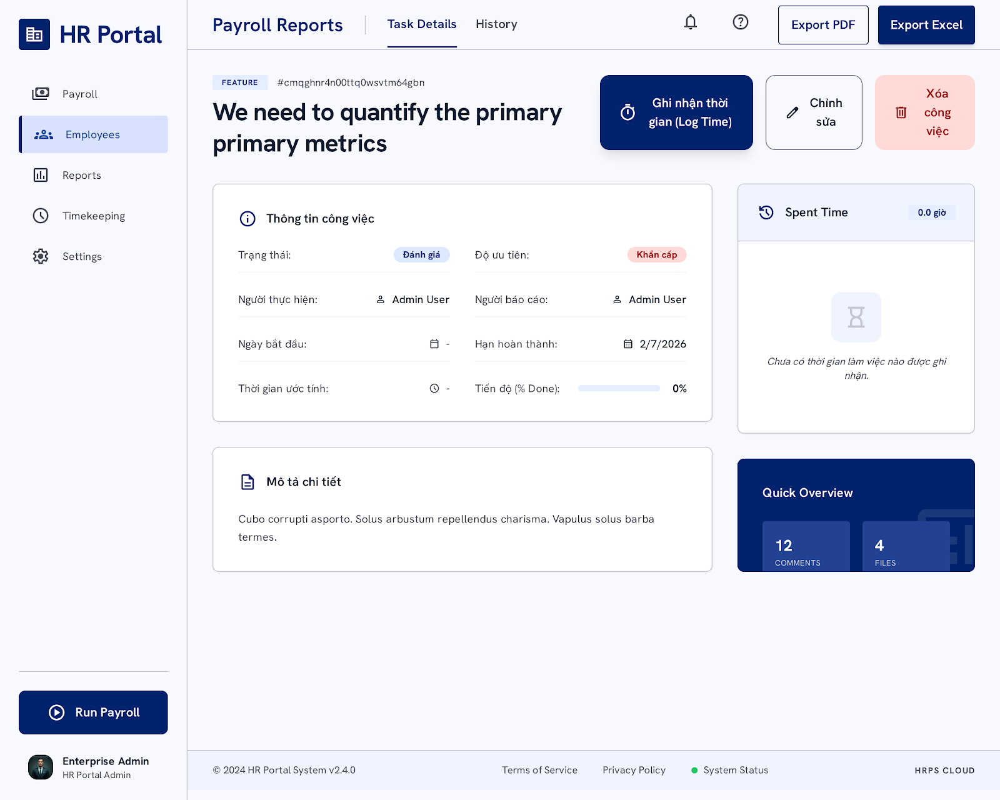 HR Portal
Payroll
Employees
Reports
Timekeeping
Settings
Run Payroll
Enterprise Admin
HR Portal Admin
Payroll Reports
Task Details
History
Export PDF
Export Excel
FEATURE
#cmqghnr4n00ttq0wsvtm64gbn
We need to quantify the primary
primary metrics
Ghi nhận thời
gian (Log Time)
Chỉnh
sửa
Xóa
công
việc
Thông tin công việc
Trạng thái:
Đánh giá
Độ ưu tiên:
Khẩn cấp
Người thực hiện:
Admin User
Người báo cáo:
Admin User
Ngày bắt đầu:
-
Hạn hoàn thành:
2/7/2026
Thời gian ước tính:
-
Tiến độ (% Done):
0%
Mô tả chi tiết
Cubo corrupti asporto. Solus arbustum repellendus charisma. Vapulus solus barba
termes.
Spent Time
0.0 giờ
Chưa có thời gian làm việc nào được ghi
nhận.
Quick Overview
12
COMMENTS
4
FILES
© 2024 HR Portal System v2.4.0
Terms of Service
Privacy Policy
System Status
HRPS CLOUD